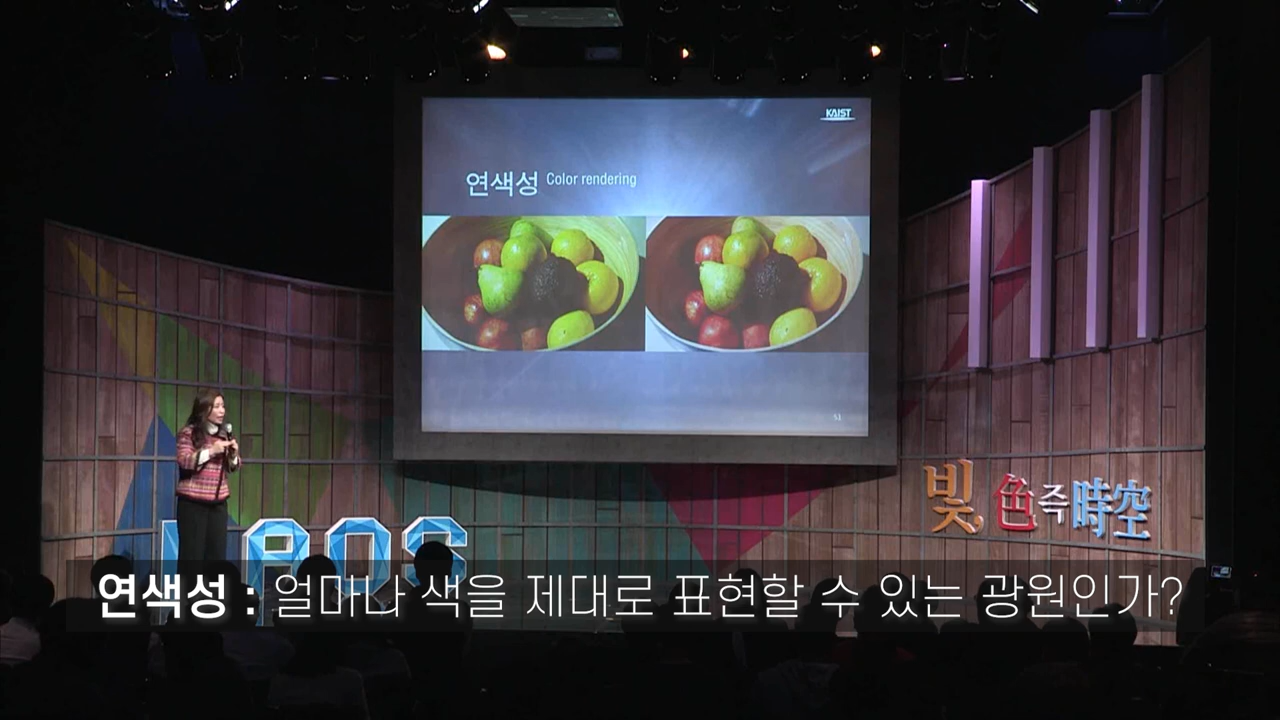 KAIST
연색성 Color rendering
51
빛, 色즉時空
연색성 : 얼마나 색을 제대로 표현할 수 있는 광원인가?